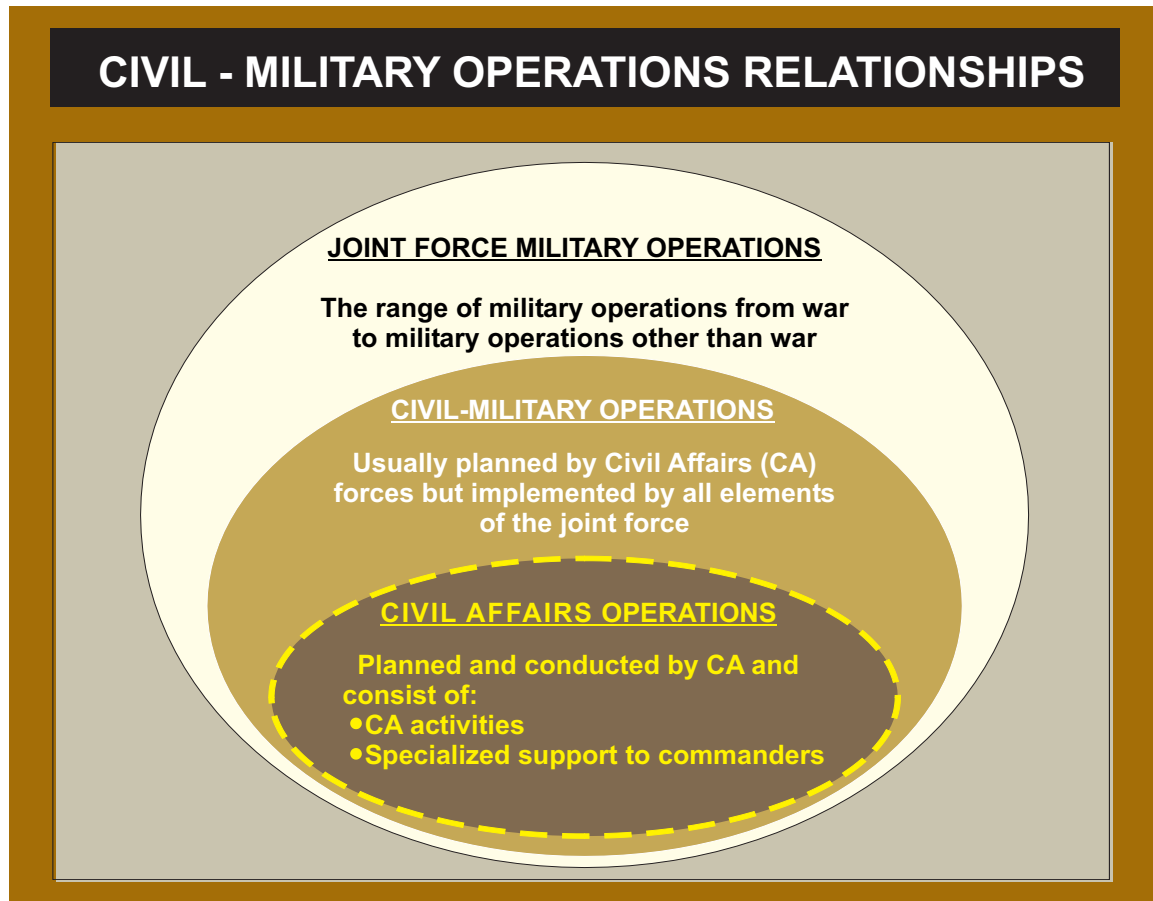 CIVIL - MILITARY OPERATIONS RELATIONSHIPS
JOINT FORCE MILITARY OPERATIONS
The range of military operations from war
to military operations other than war
CIVIL-MILITARY OPERATIONS
Usually planned by Civil Affairs (CA)
forces but implemented by all elements
of the joint force
CIVIL AFFAIRS OPERATIONS
Planned and conducted by CA and
consist of:
•CA activities
•Specialized support to commanders